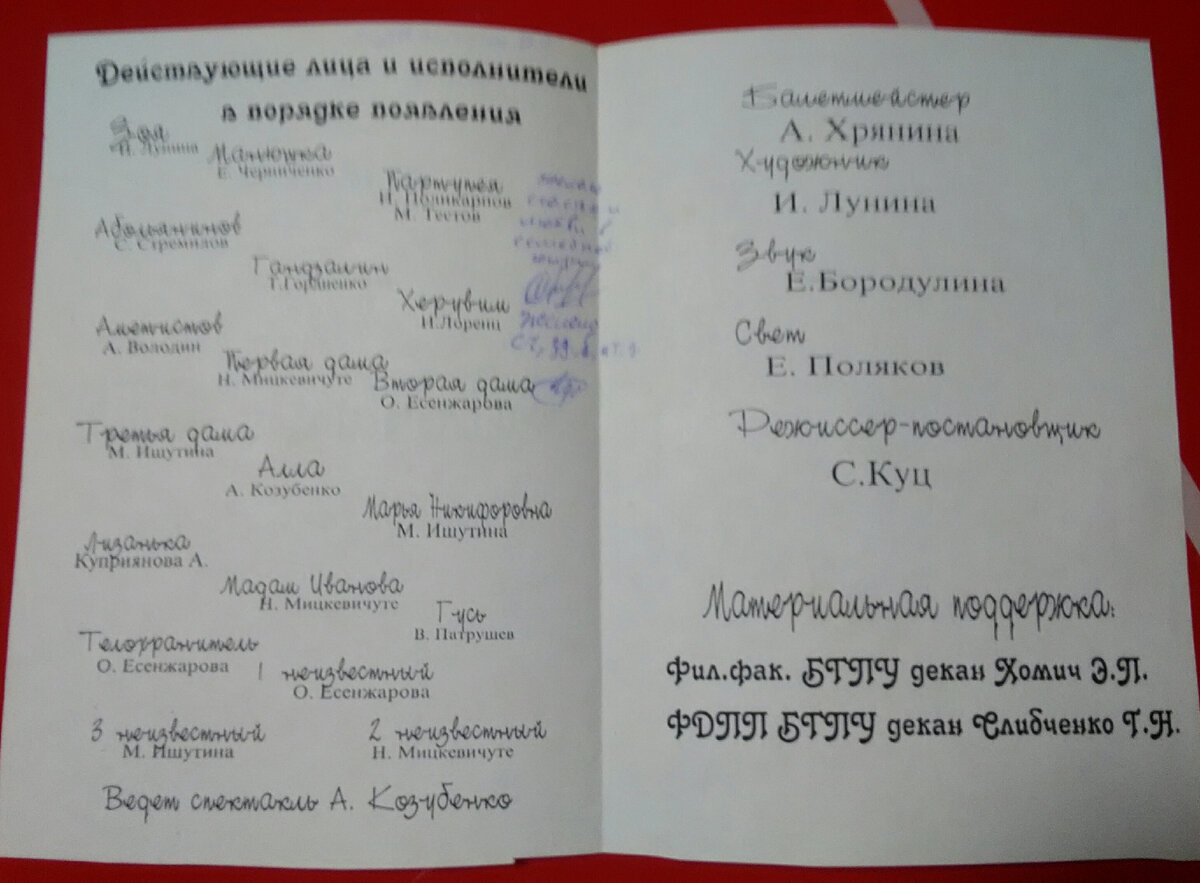 Действующие лица и исполнители
в порядке появления
Зоя
И. Лунина
Манюшка
Е. Черниченко
Партупея
И. Поликарпов
М. Тестов
Абольянинов
С. Стремилов
Гандзалин
Т.Горпиенко
Херувим
И.Лоренц
Аметистов
А. Володин
Первая дама
Н. Мицкевичуте
Вторая дама
О. Есенжарова
Третья дама
М. Ишутина
Алла
А. Козубенко
Марья Никифоровна
М. Ишутина
Лизанька
Куприянова А.
Мадам Иванова
Н. Мицкевичуте
Гусь
В. Патрушев
Телохранитель
О. Есенжарова
1 неизвестный
О. Есенжарова
3 неизвестный
М. Ишутина
2 неизвестный
Н. Мицкевичуте
Ведет спектакль А. Козубенко
Балетмейстер
А. Хрянина
Художник
И. Лунина
Звук
Е.Бородулина
Свет
Е. Поляков
Режиссер-постановщик
С.Куц
Материальная поддержка:
Фил.фак. БГПУ декан Хомич Э.П.
ФДПП БГПУ декан Слибченко Г.Н.